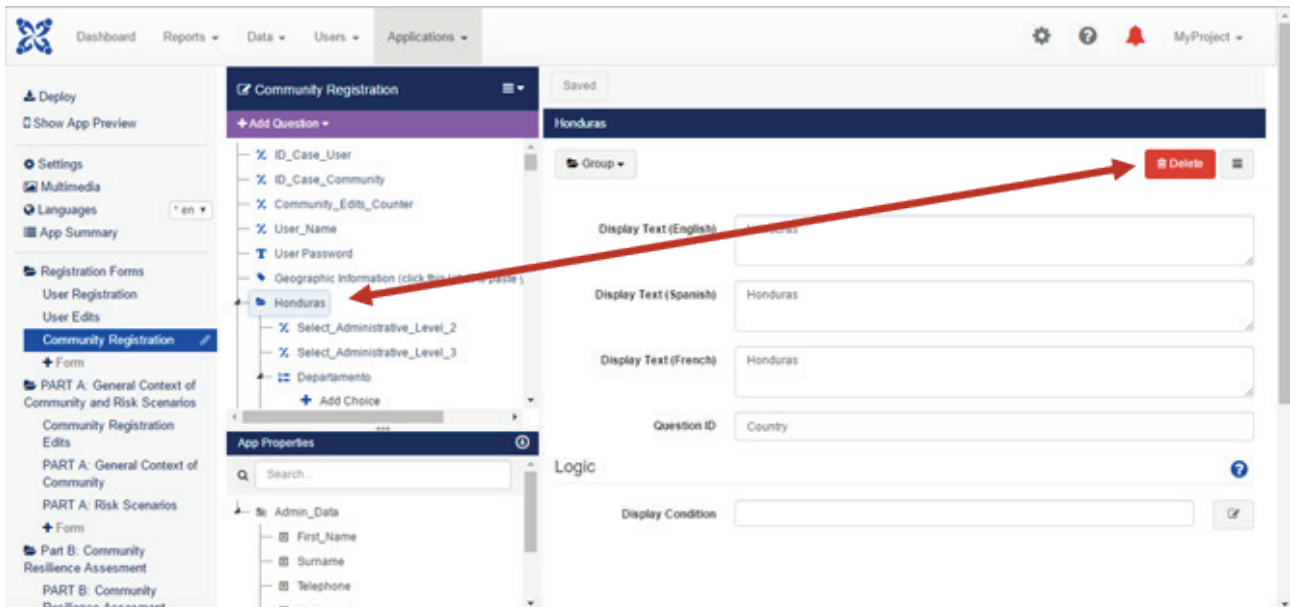 Dashboard Reports Data Users Applications MyProject
Deploy
Show App Preview
Settings
Multimedia
Languages * en
App Summary
Registration Forms
User Registration
User Edits
Community Registration
+ Form
PART A: General Context of
Community and Risk Scenarios
Community Registration
Edits
PART A: General Context of
Community
PART A: Risk Scenarios
+ Form
Part B: Community
Resilience Assesment
PART B: Community
Resilience Assesment
Community Registration
+ Add Question
ID_Case_User
ID_Case_Community
Community_Edits_Counter
User_Name
User Password
Geographic Information (click this label to paste y
Honduras
Select_Administrative_Level_2
Select_Administrative_Level_3
Departamento
+ Add Choice
App Properties
Search..
Admin_Data
First_Name
Surname
Telephone
Saved
Honduras
Group
Delete
Display Text (English) Honduras
Display Text (Spanish) Honduras
Display Text (French) Honduras
Question ID Country
Logic
Display Condition